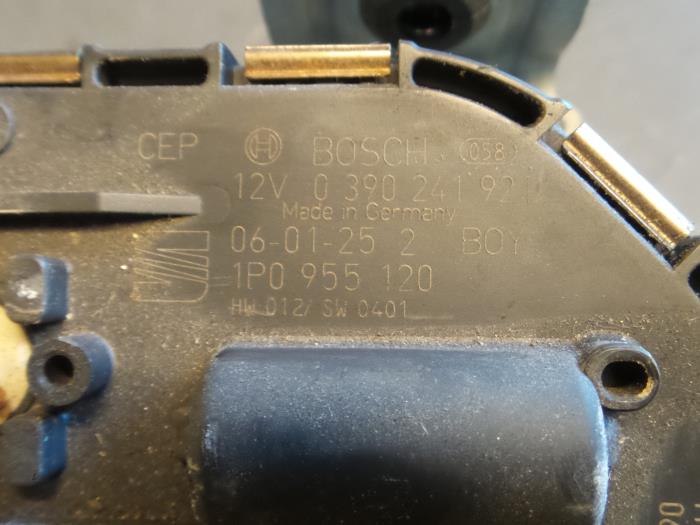 CEP BOSCH 058
12V 0 390 241 921
Made in Germany
06-01-25 2 BOY
1P0 955 120
HW 012/ SW 0401